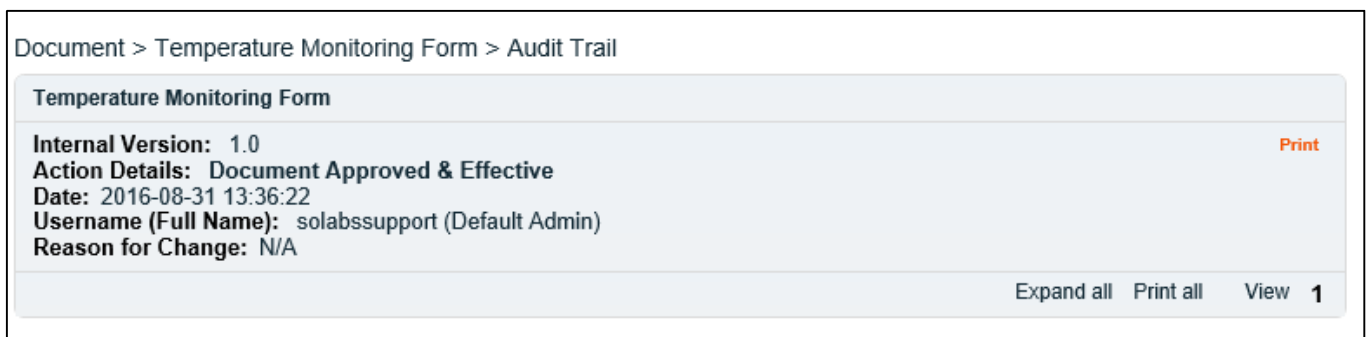 Document > Temperature Monitoring Form > Audit Trail
Temperature Monitoring Form
Internal Version: 1.0
Print
Action Details: Document Approved & Effective
Date: 2016-08-31 13:36:22
Username (Full Name): solabssupport (Default Admin)
Reason for Change: N/A
Expand all Print all View 1